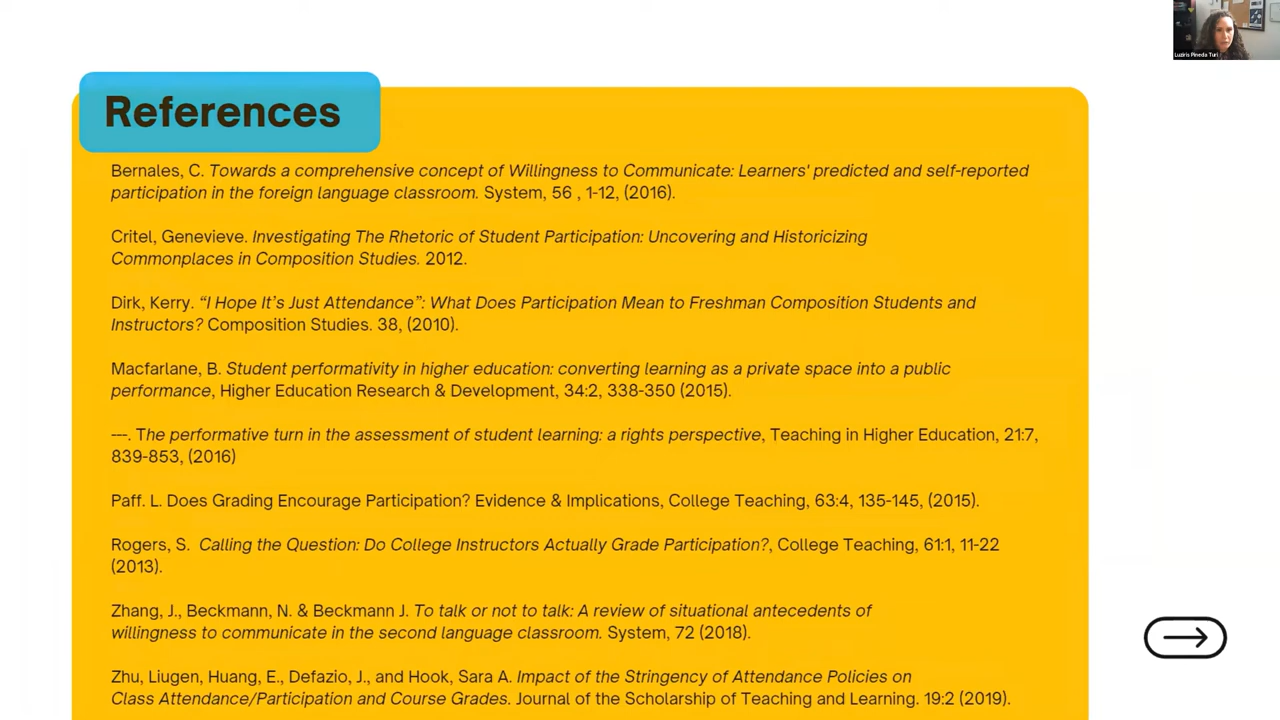 Luziris Pineda Turi
References
Bernales, C. Towards a comprehensive concept of Willingness to Communicate: Learners' predicted and self-reported
participation in the foreign language classroom. System, 56 , 1-12, (2016).
Critel, Genevieve. Investigating The Rhetoric of Student Participation: Uncovering and Historicizing
Commonplaces in Composition Studies. 2012.
Dirk, Kerry. “I Hope It’s Just Attendance”: What Does Participation Mean to Freshman Composition Students and
Instructors? Composition Studies. 38, (2010).
Macfarlane, B. Student performativity in higher education: converting learning as a private space into a public
performance, Higher Education Research & Development, 34:2, 338-350 (2015).
---. The performative turn in the assessment of student learning: a rights perspective, Teaching in Higher Education, 21:7,
839-853, (2016)
Paff. L. Does Grading Encourage Participation? Evidence & Implications, College Teaching, 63:4, 135-145, (2015).
Rogers, S.  Calling the Question: Do College Instructors Actually Grade Participation?, College Teaching, 61:1, 11-22
(2013).
Zhang, J., Beckmann, N. & Beckmann J. To talk or not to talk: A review of situational antecedents of
willingness to communicate in the second language classroom. System, 72 (2018).
Zhu, Liugen, Huang, E., Defazio, J., and Hook, Sara A. Impact of the Stringency of Attendance Policies on
Class Attendance/Participation and Course Grades. Journal of the Scholarship of Teaching and Learning. 19:2 (2019).